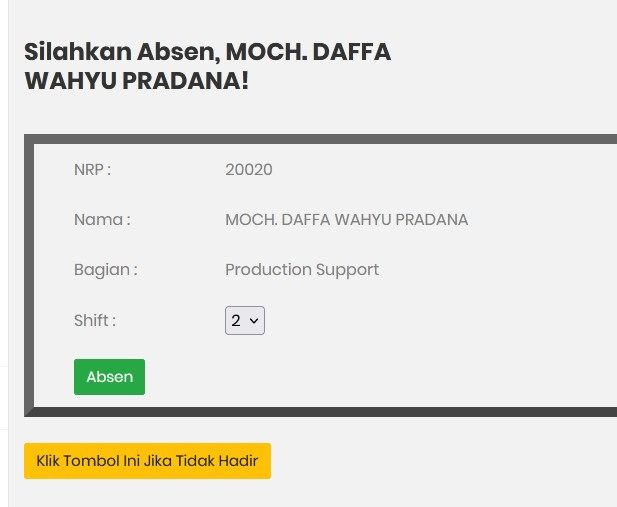 Silahkan Absen, MOCH. DAFFA
WAHYU PRADANA!
NRP : 20020
Nama : MOCH. DAFFA WAHYU PRADANA
Bagian : Production Support
Shift : 2
Absen
Klik Tombol Ini Jika Tidak Hadir